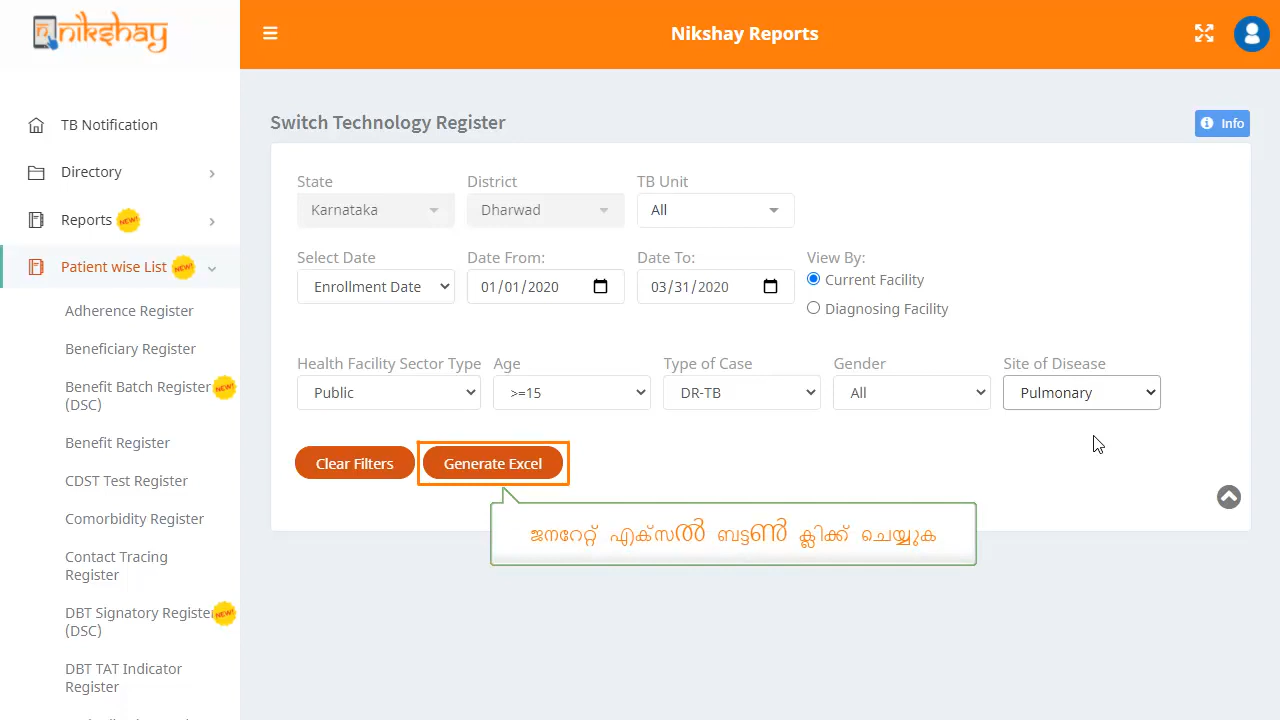 nikshay
Nikshay Reports
TB Notification
Directory
Reports NEW!
Patient wise List NEW!
Adherence Register
Beneficiary Register
Benefit Batch Register NEW!
(DSC)
Benefit Register
CDST Test Register
Comorbidity Register
Contact Tracing
Register
DBT Signatory Register NEW!
(DSC)
DBT TAT Indicator
Register
Switch Technology Register
Info
State District TB Unit
Karnataka Dharwad All
Select Date Date From: Date To: View By:
Enrollment Date 01/01/2020 03/31/2020 Current Facility
Diagnosing Facility
Health Facility Sector Type Age Type of Case Gender Site of Disease
Public >=15 DR-TB All Pulmonary
Clear Filters Generate Excel
ജനറേറ്റ് എക്സൽ ബട്ടൺ ക്ലിക്ക് ചെയ്യുക